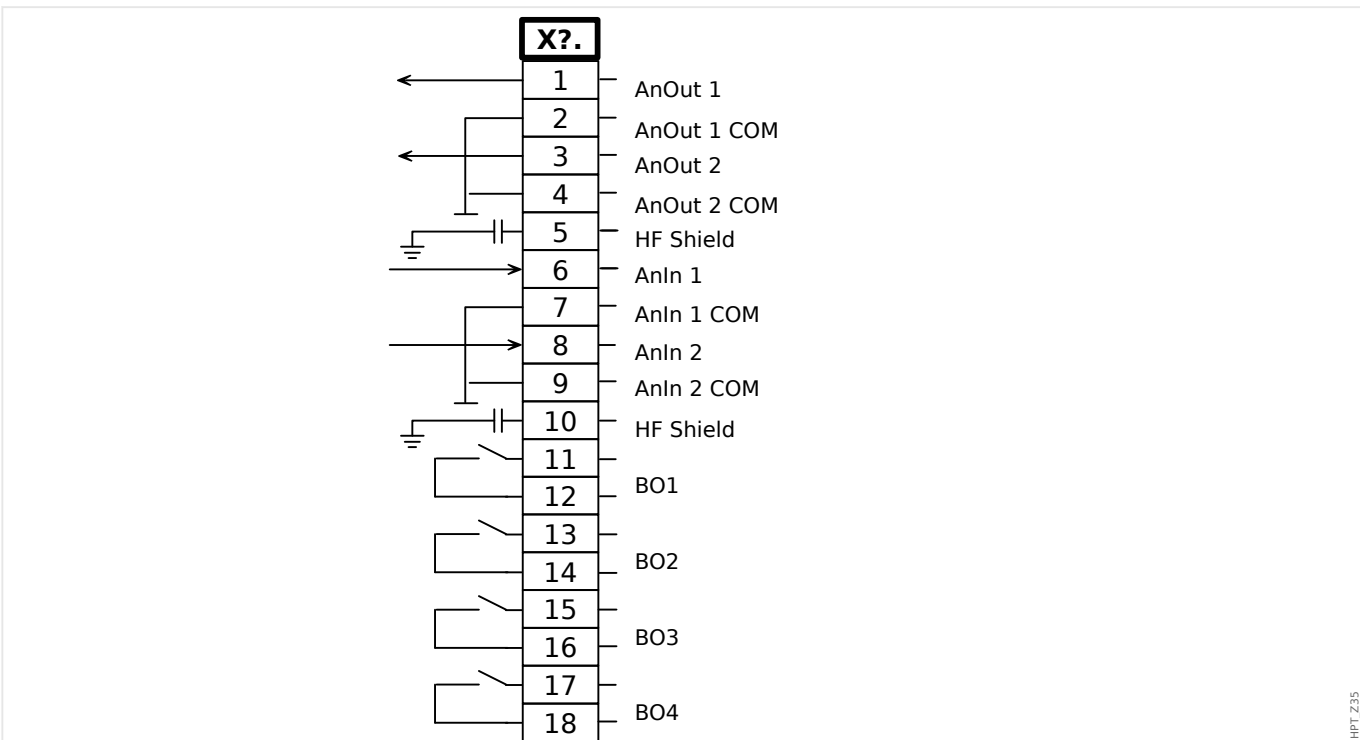 X?.
1 AnOut 1
2 AnOut 1 COM
3 AnOut 2
4 AnOut 2 COM
5 HF Shield
6 AnIn 1
7 AnIn 1 COM
8 AnIn 2
9 AnIn 2 COM
10 HF Shield
11
BO1
12
13
BO2
14
15
BO3
16
17
BO4
18
HPT_Z35